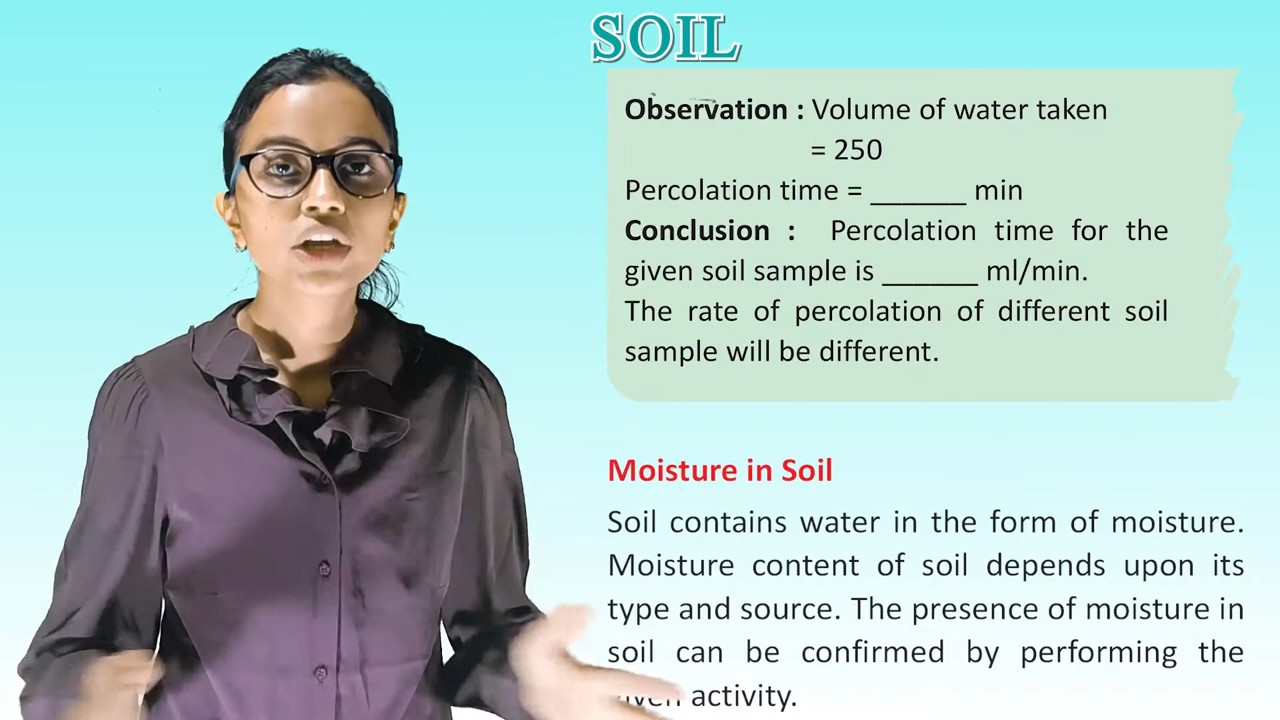 SOIL
Observation : Volume of water taken
= 250
Percolation time = ______ min
Conclusion : Percolation time for the
given soil sample is ______ ml/min.
The rate of percolation of different soil
sample will be different.
Moisture in Soil
Soil contains water in the form of moisture.
Moisture content of soil depends upon its
type and source. The presence of moisture in
soil can be confirmed by performing the
activity.